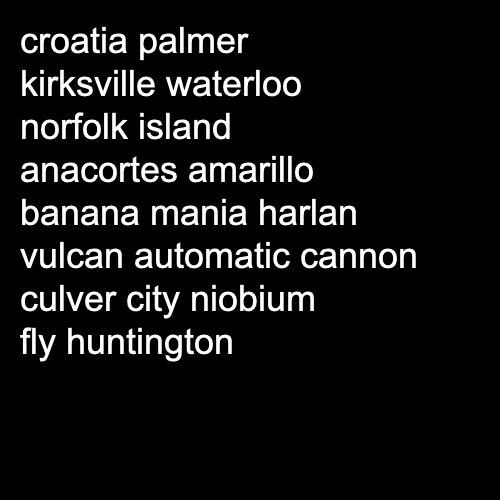 croatia palmer
kirksville waterloo
norfolk island
anacortes amarillo
banana mania harlan
vulcan automatic cannon
culver city niobium
fly huntington